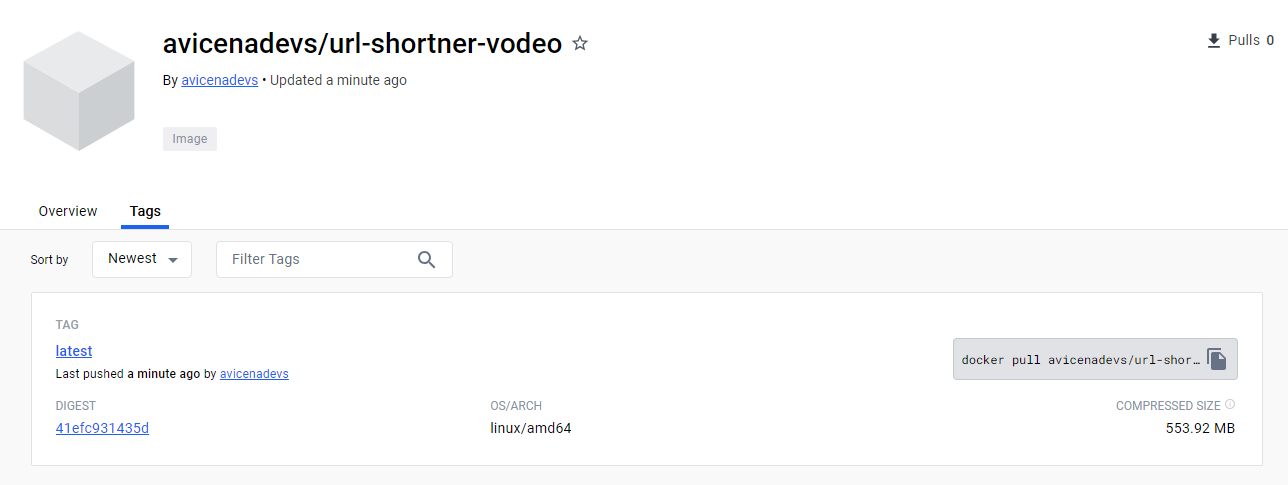 avicenadevs/url-shortner-vodeo
Pulls 0
By avicenadevs • Updated a minute ago
Image
Overview Tags
Sort by Newest Filter Tags
TAG
latest
docker pull avicenadevs/url-shor…
Last pushed a minute ago by avicenadevs
DIGEST OS/ARCH COMPRESSED SIZE
41efc931435d linux/amd64 553.92 MB